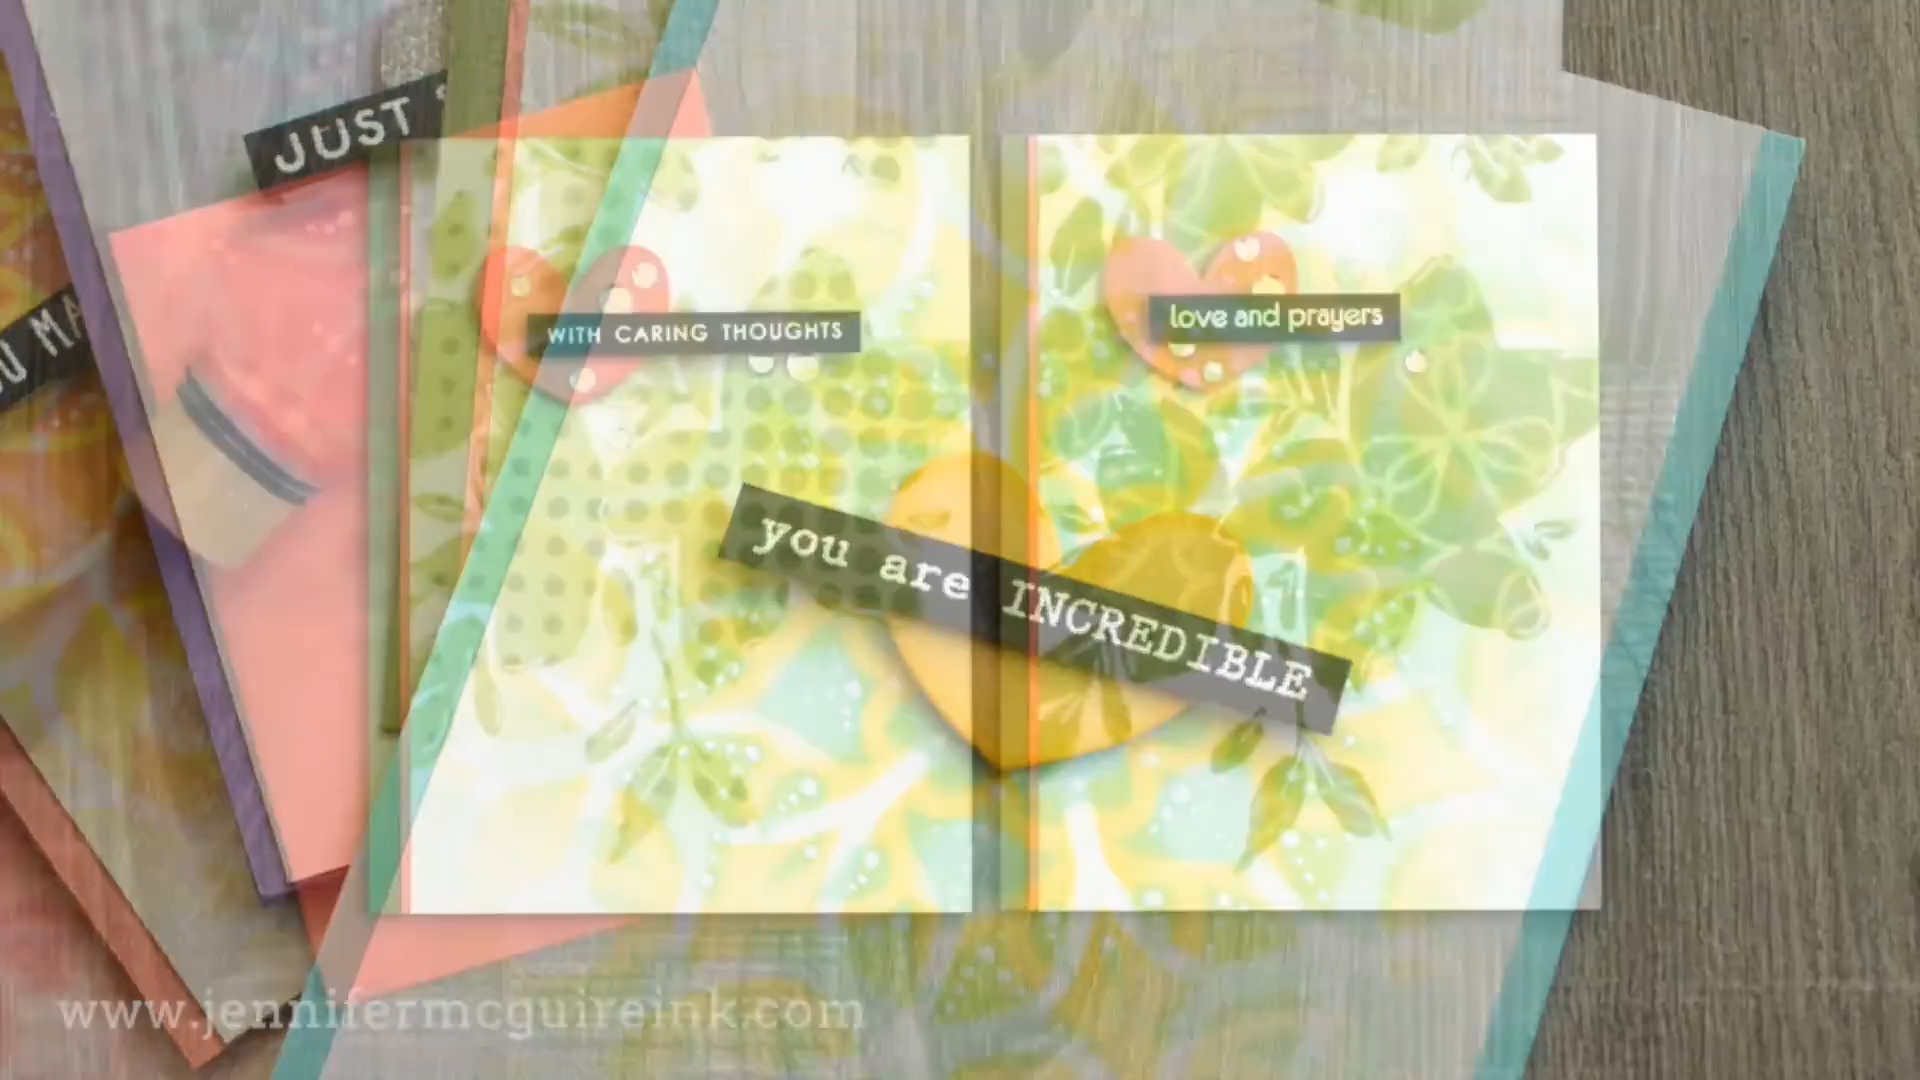 JUST
WITH CARING THOUGHTS
love and prayers
you are INCREDIBLE
www.jennifermcguireink.com